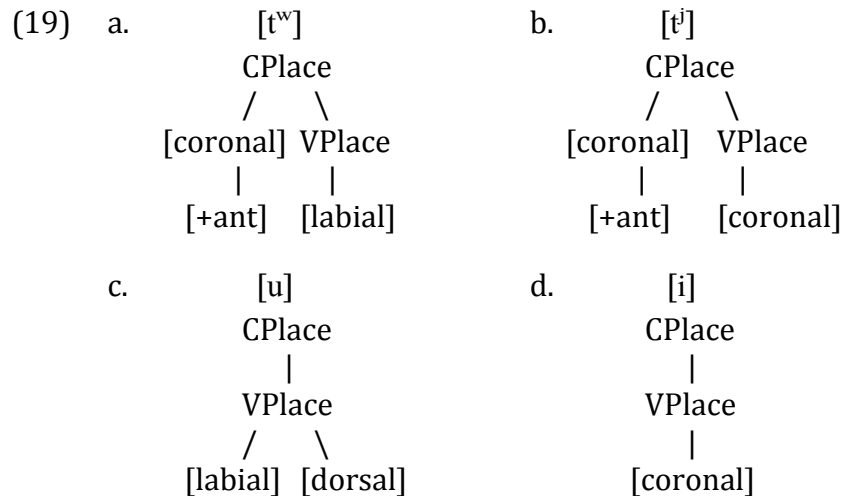 (19) a. [tʷ] b. [tʲ]
CPlace CPlace
/ \ / \
[coronal] VPlace [coronal] VPlace
| | | |
[+ant] [labial] [+ant] [coronal]
c. [u] d. [i]
CPlace CPlace
| |
VPlace VPlace
/ \ |
[labial] [dorsal] [coronal]